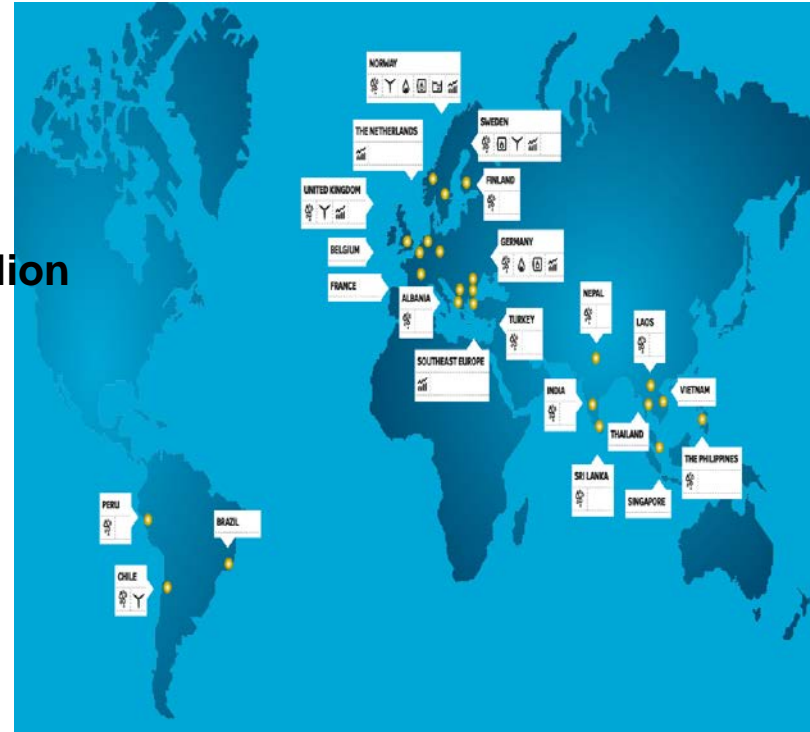 NORWAY
THE NETHERLANDS
SWEDEN
UNITED KINGDOM
FINLAND
BELGIUM
GERMANY
FRANCE
ALBANIA
TURKEY
SOUTHEAST EUROPE
NEPAL
LAOS
INDIA
VIETNAM
THAILAND
THE PHILIPPINES
SRI LANKA
SINGAPORE
PERU
BRAZIL
CHILE